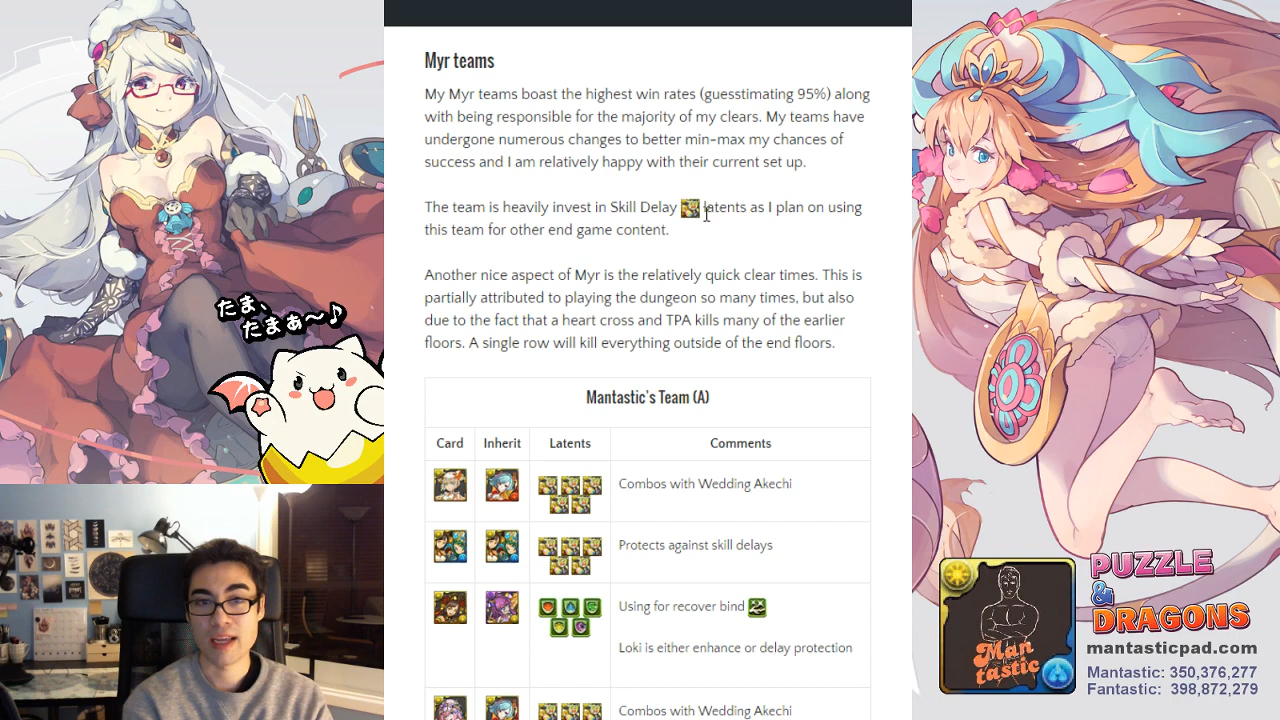 Myr teams
My Myr teams boast the highest win rates (guesstimating 95%) along
with being responsible for the majority of my clears. My teams have
undergone numerous changes to better min-max my chances of
success and I am relatively happy with their current set up.
The team is heavily invest in Skill Delay latents as I plan on using
this team for other end game content.
Another nice aspect of Myr is the relatively quick clear times. This is
partially attributed to playing the dungeon so many times, but also
due to the fact that a heart cross and TPA kills many of the earlier
floors. A single row will kill everything outside of the end floors.
Mantastic's Team (A)
Card Inherit Latents Comments
Combos with Wedding Akechi
Protects against skill delays
Using for recover bind
Loki is either enhance or delay protection
Combos with Wedding Akechi
たま、
たまぁ〜♪
PUZZLE
&
DRAGONS
Man
tastic
mantasticpad.com
Mantastic: 350,376,277
Fantastic: 398,872,279